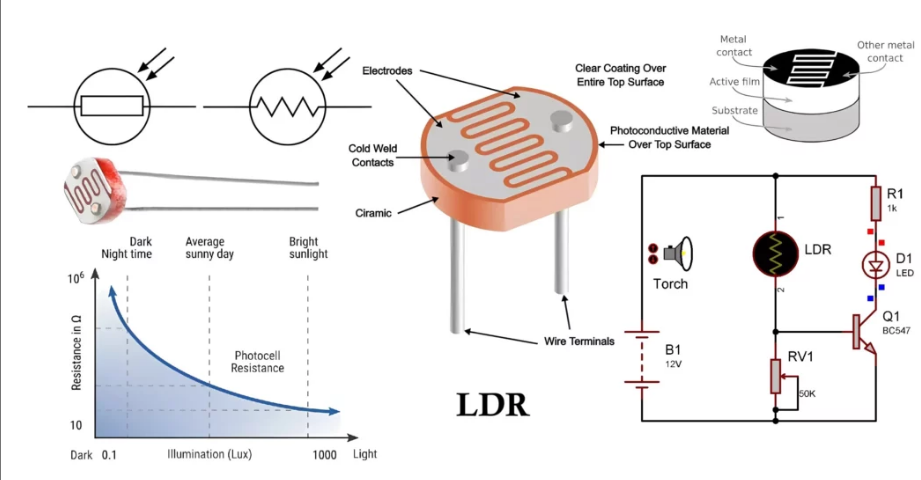 Electrodes
Clear Coating Over
Entire Top Surface
Cold Weld
Contacts
Photoconductive Material
Over Top Surface
Ciramic
Wire Terminals
LDR
Metal
contact
Other metal
contact
Active film
Substrate
Dark
Night time
Average
sunny day
Bright
sunlight
10⁶
Resistance in Ω
Photocell
Resistance
10
Dark 0.1
Illumination (Lux)
1000 Light
R1
1k
1
LDR
2
D1
LED
Torch
Q1
BC547
B1
12V
RV1
50K